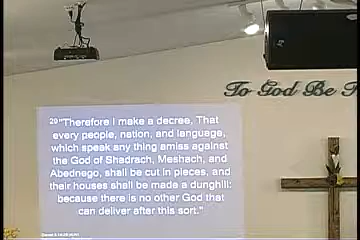 To God Be
29"Therefore I make a decree, That
every people, nation, and language,
which speak any thing amiss against
the God of Shadrach, Meshach, and
Abednego, shall be cut in pieces, and
their houses shall be made a dunghill:
because there is no other God that
can deliver after this sort."